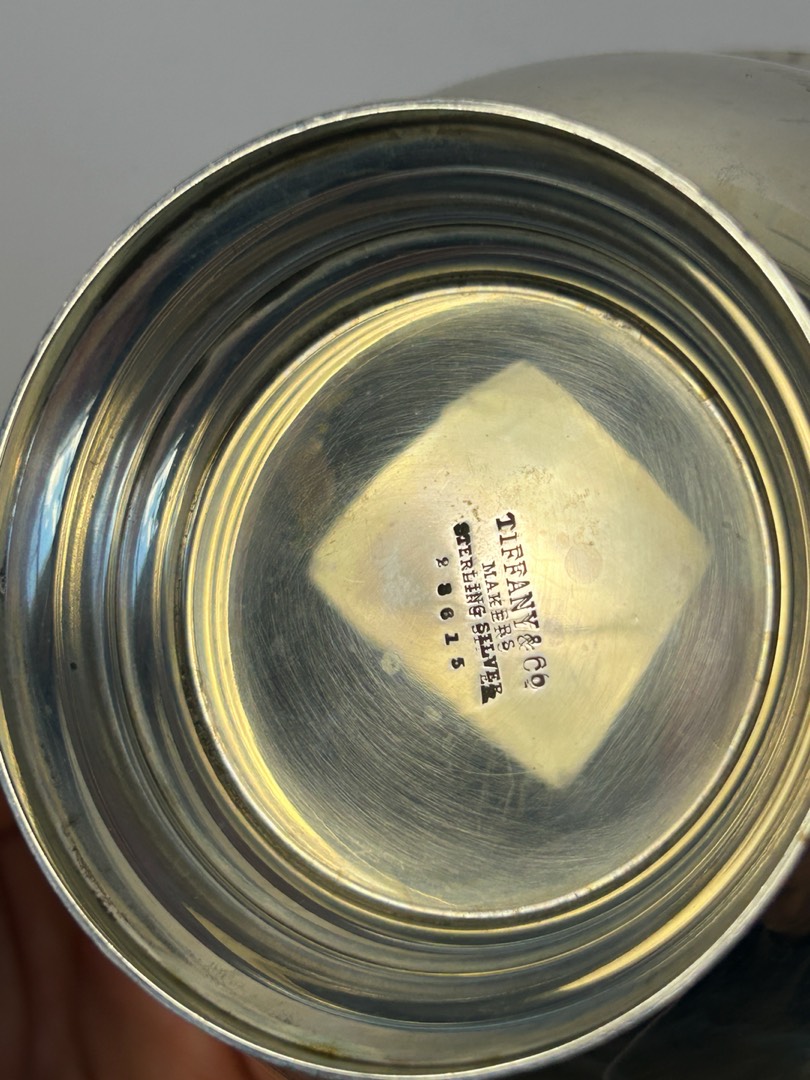 TIFFANY & Co
MAKERS
STERLING SILVER
23615